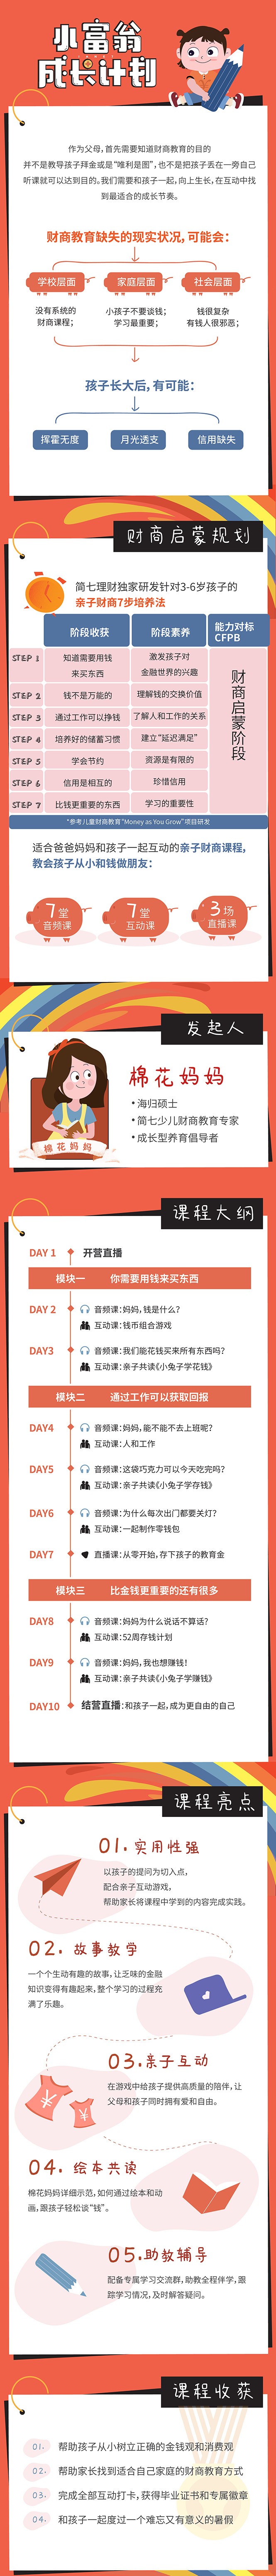 小富翁
成长计划
作为父母，首先需要知道财商教育的目的
并不是教导孩子拜金或是“唯利是图”，也不是把孩子丢在一旁自己
听课就可以达到目的。我们需要和孩子一起，向上生长，在互动中找
到最适合的成长节奏。
财商教育缺失的现实状况，可能会：
学校层面 家庭层面 社会层面
没有系统的 小孩子不要谈钱； 钱很复杂
财商课程； 学习最重要； 有钱人很邪恶；
孩子长大后，有可能：
挥霍无度 月光透支 信用缺失
财商启蒙规划
简七理财独家研发针对3-6岁孩子的
亲子财商7步培养法
阶段收获 阶段素养 能力对标
CFPB
STEP 1 知道需要用钱 激发孩子对
来买东西 金融世界的兴趣
STEP 2 钱不是万能的 理解钱的交换价值
STEP 3 通过工作可以挣钱 了解人和工作的关系
STEP 4 培养好的储蓄习惯 建立“延迟满足”
STEP 5 学会节约 资源是有限的
STEP 6 信用是相互的 珍惜信用
STEP 7 比钱更重要的东西 学习的重要性
财商启蒙阶段
*参考儿童财商教育“Money as You Grow”项目研发
适合爸爸妈妈和孩子一起互动的亲子财商课程，
教会孩子从小和钱做朋友：
7堂 7堂 3场
音频课 互动课 直播课
发起人
棉花妈妈
• 海归硕士
• 简七少儿财商教育专家
• 成长型养育倡导者
棉花妈妈
课程大纲
DAY 1 开营直播
模块一 你需要用钱来买东西
DAY 2 音频课：妈妈，钱是什么？
互动课：钱币组合游戏
DAY3 音频课：我们能花钱买来所有东西吗？
互动课：亲子共读《小兔子学花钱》
模块二 通过工作可以获取回报
DAY4 音频课：妈妈，能不能不去上班呢？
互动课：人和工作
DAY5 音频课：这袋巧克力可以今天吃完吗？
互动课：亲子共读《小兔子学存钱》
DAY6 音频课：为什么每次出门都要关灯？
互动课：一起制作零钱包
DAY7 直播课：从零开始，存下孩子的教育金
模块三 比金钱更重要的还有很多
DAY8 音频课：妈妈为什么说话不算话？
互动课：52周存钱计划
DAY9 音频课：妈妈，我也想赚钱！
互动课：亲子共读《小兔子学赚钱》
DAY10 结营直播：和孩子一起，成为更自由的自己
课程亮点
01. 实用性强
以孩子的提问为切入点，
配合亲子互动游戏，
帮助家长将课程中学到的内容完成实践。
02. 故事教学
一个个生动有趣的故事，让乏味的金融
知识变得有趣起来，整个学习的过程充
满了乐趣。
03. 亲子互动
在游戏中给孩子提供高质量的陪伴，让
父母和孩子同时拥有爱和自由。
¥
¥
04. 绘本共读
棉花妈妈详细示范，如何通过绘本和动
画，跟孩子轻松谈“钱”。
05. 助教辅导
配备专属学习交流群，助教全程伴学，跟
踪学习情况，及时解答疑问。
课程收获
01. 帮助孩子从小树立正确的金钱观和消费观
02. 帮助家长找到适合自己家庭的财商教育方式
03. 完成全部互动打卡，获得毕业证书和专属徽章
04. 和孩子一起度过一个难忘又有意义的暑假